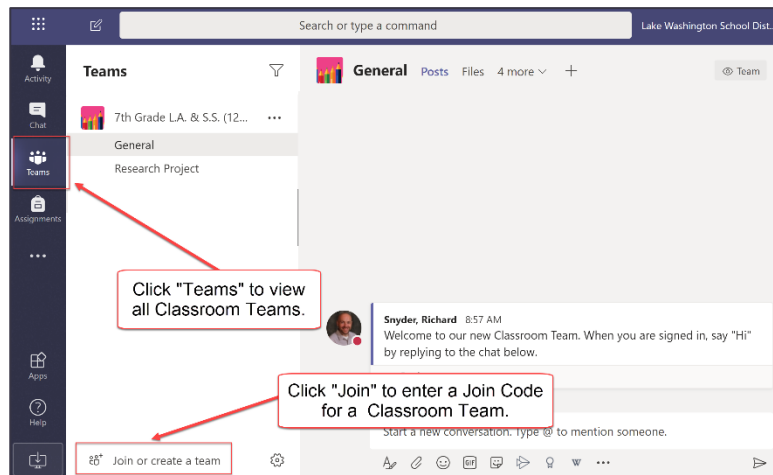 Search or type a command
Lake Washington School Dist...
Activity
Chat
Teams
Assignments
Apps
Help
Teams
7th Grade L.A. & S.S. (12...
General
Research Project
Click "Teams" to view
all Classroom Teams.
Join or create a team
General Posts Files 4 more +
Team
Snyder, Richard 8:57 AM
Welcome to our new Classroom Team. When you are signed in, say "Hi"
by replying to the chat below.
Click "Join" to enter a Join Code
for a Classroom Team.
Start a new conversation. Type @ to mention someone.
GIF